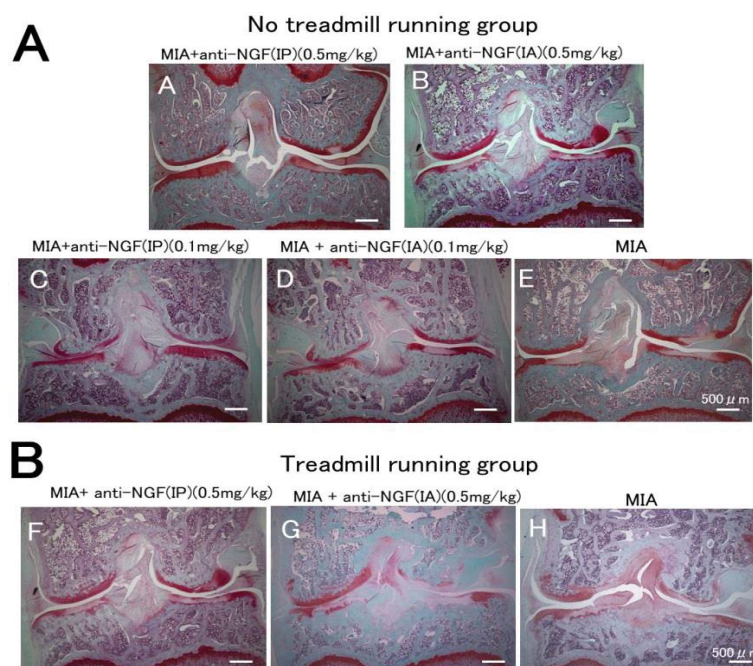 A
No treadmill running group
MIA+anti-NGF(IP)(0.5mg/kg)
MIA+anti-NGF(IA)(0.5mg/kg)
A
B
MIA+anti-NGF(IP)(0.1mg/kg)
MIA + anti-NGF(IA)(0.1mg/kg)
MIA
C
D
E
500μm
B
Treadmill running group
MIA+ anti-NGF(IP)(0.5mg/kg)
MIA + anti-NGF(IA)(0.5mg/kg)
MIA
F
G
H
500μm